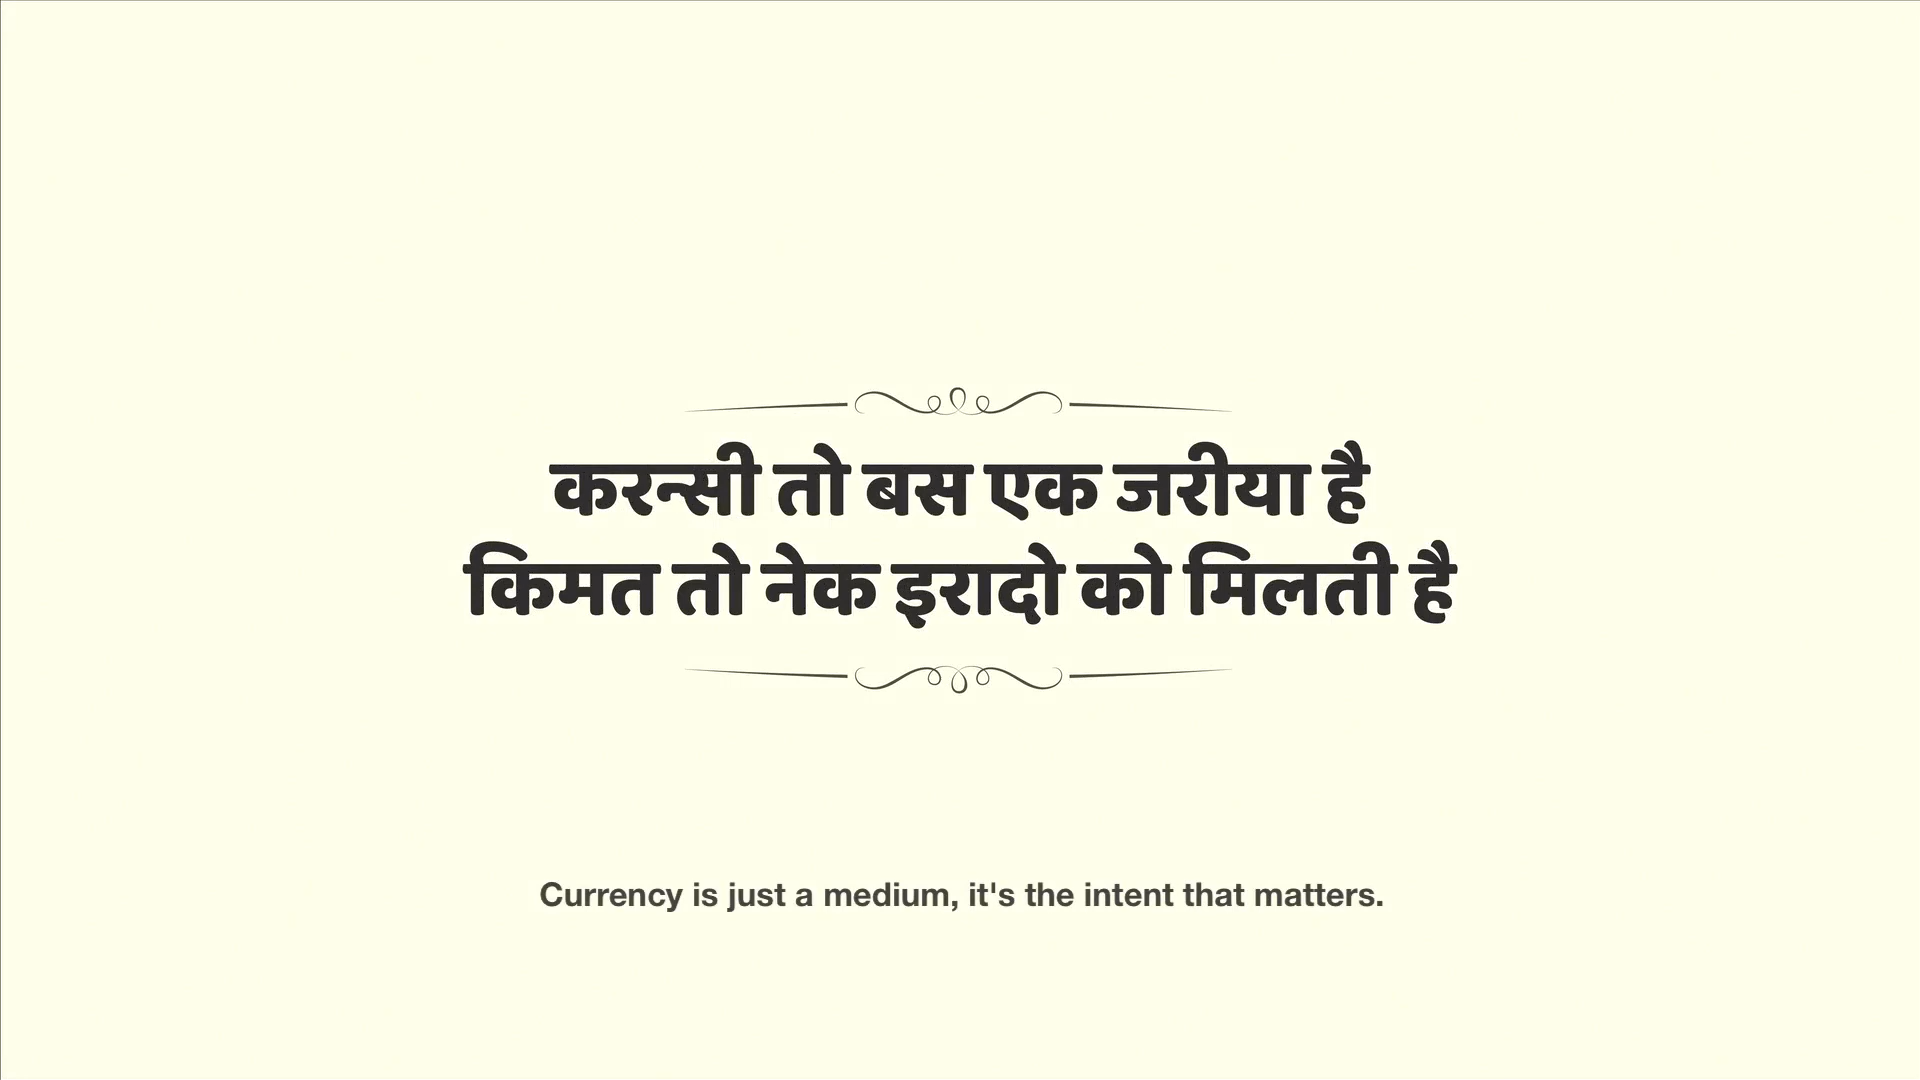 करन्सी तो बस एक जरीया है
किमत तो नेक इरादो को मिलती है
Currency is just a medium, it's the intent that matters.